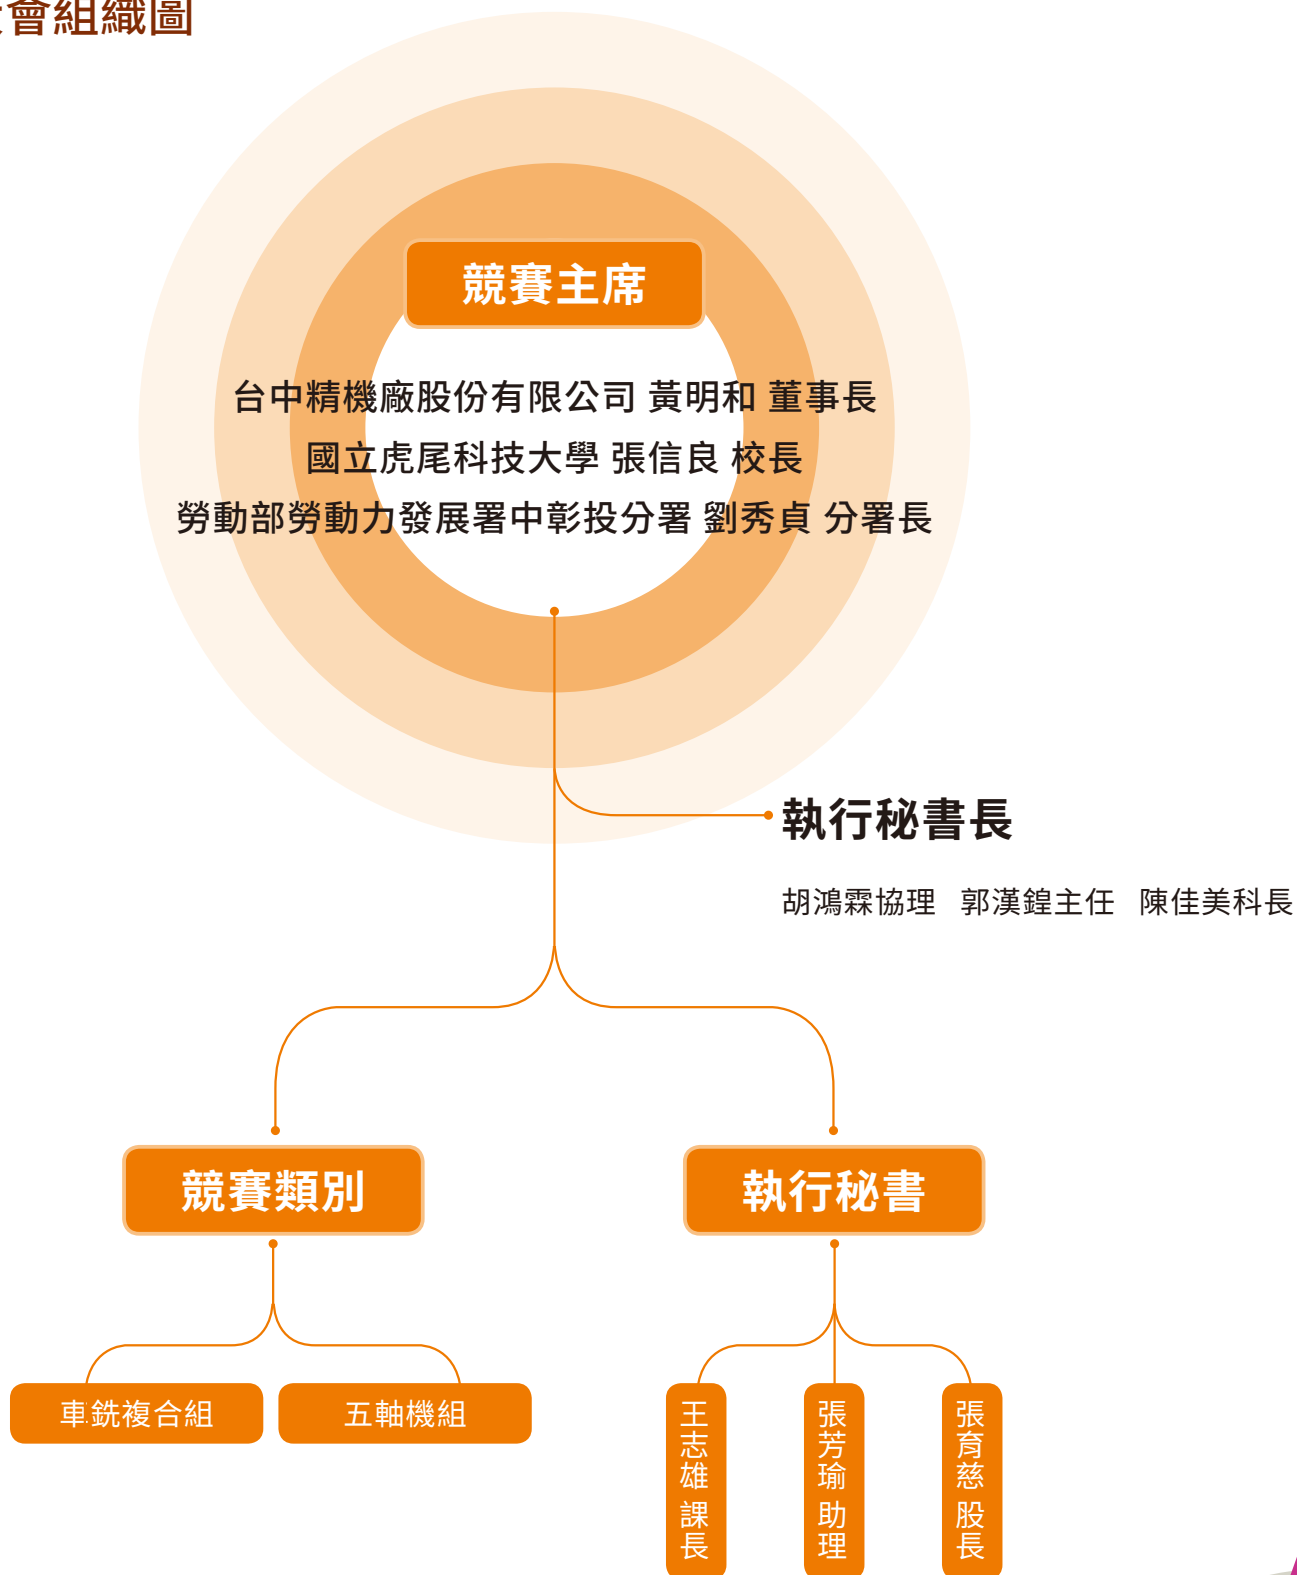 會組織圖
競賽主席
台中精機廠股份有限公司 黃明和 董事長
國立虎尾科技大學 張信良 校長
勞動部勞動力發展署中彰投分署 劉秀貞 分署長
執行秘書長
胡鴻霖協理 郭漢鍠主任 陳佳美科長
競賽類別
執行秘書
車銑複合組
五軸機組
王志雄 課長
張芳瑜 助理
張育慈 股長